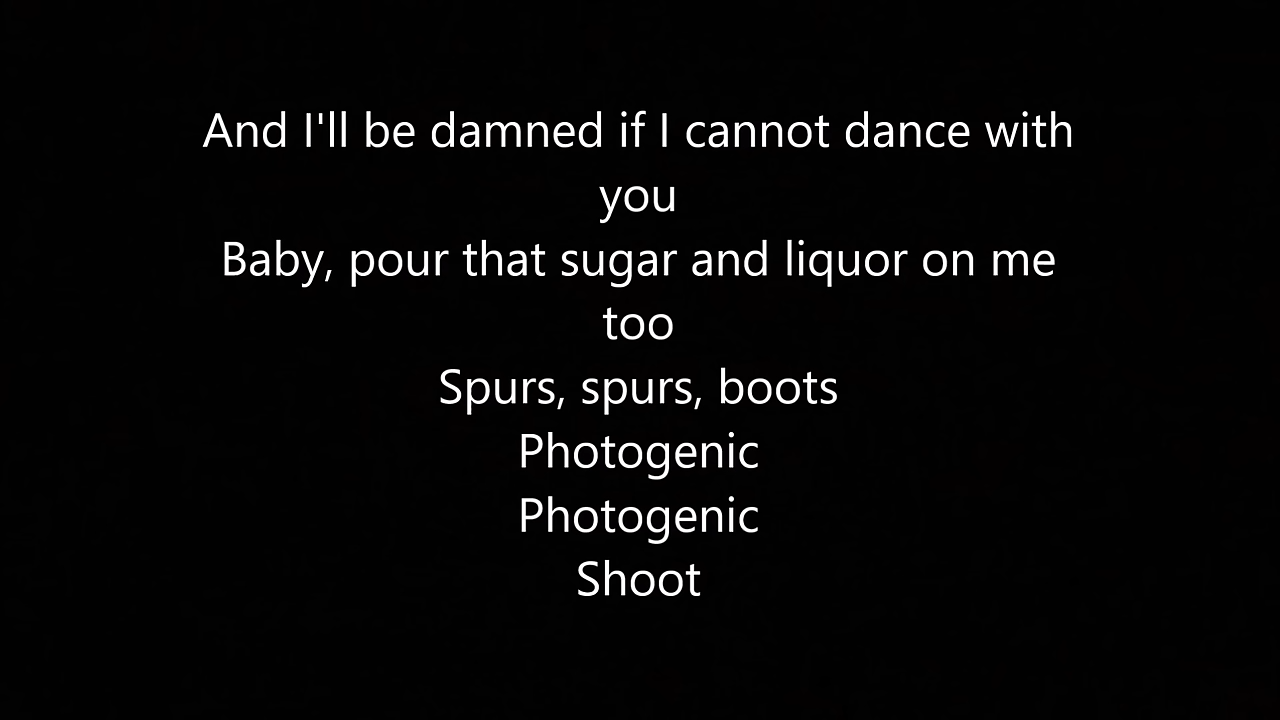 And I'll be damned if I cannot dance with
you
Baby, pour that sugar and liquor on me
too
Spurs, spurs, boots
Photogenic
Photogenic
Shoot